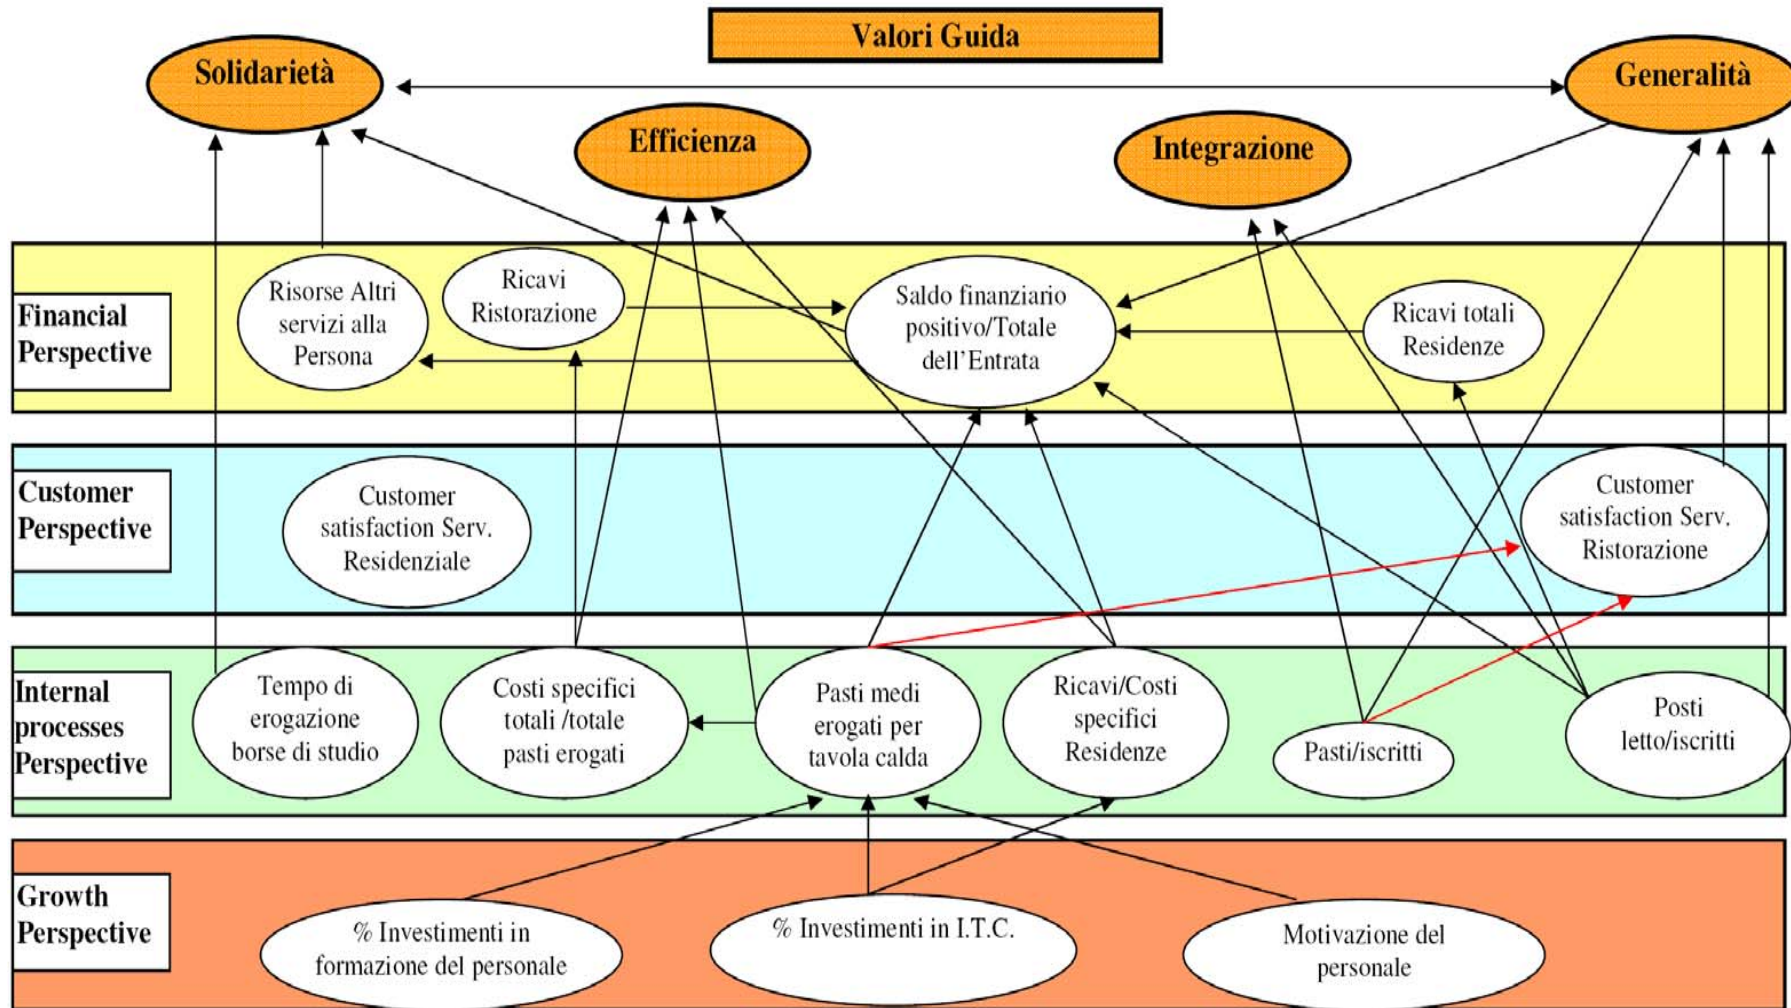 Valori Guida
Solidarietà
Generalità
Efficienza
Integrazione
Financial
Perspective
Risorse Altri
servizi alla
Persona
Ricavi
Ristorazione
Saldo finanziario
positivo/Totale
dell'Entrata
Ricavi totali
Residenze
Customer
Perspective
Customer
satisfaction Serv.
Residenziale
Customer
satisfaction Serv.
Ristorazione
Internal
processes
Perspective
Tempo di
erogazione
borse di studio
Costi specifici
totali /totale
pasti erogati
Pasti medi
erogati per
tavola calda
Ricavi/Costi
specifici
Residenze
Pasti/iscritti
Posti
letto/iscritti
Growth
Perspective
% Investimenti in
formazione del personale
% Investimenti in I.T.C.
Motivazione del
personale